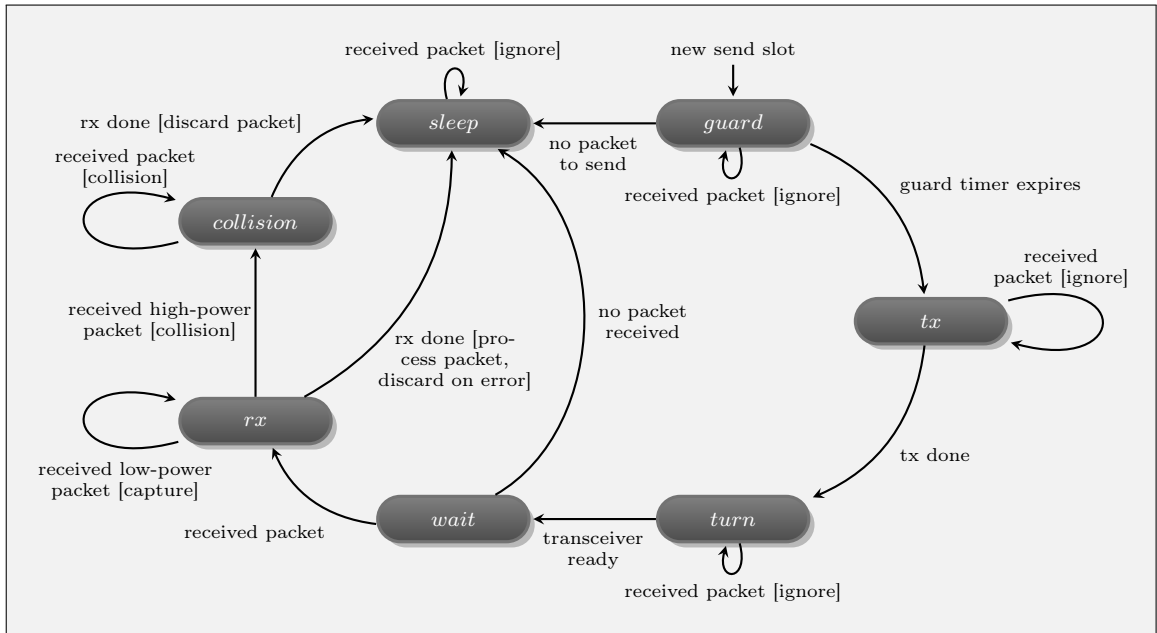 received packet [ignore]
new send slot
sleep
guard
rx done [discard packet]
no packet
to send
received packet
[collision]
received packet [ignore]
guard timer expires
collision
received
packet [ignore]
received high-power
packet [collision]
no packet
received
tx
rx done [pro-
cess packet,
discard on error]
rx
received low-power
packet [capture]
tx done
received packet
wait
turn
transceiver
ready
received packet [ignore]